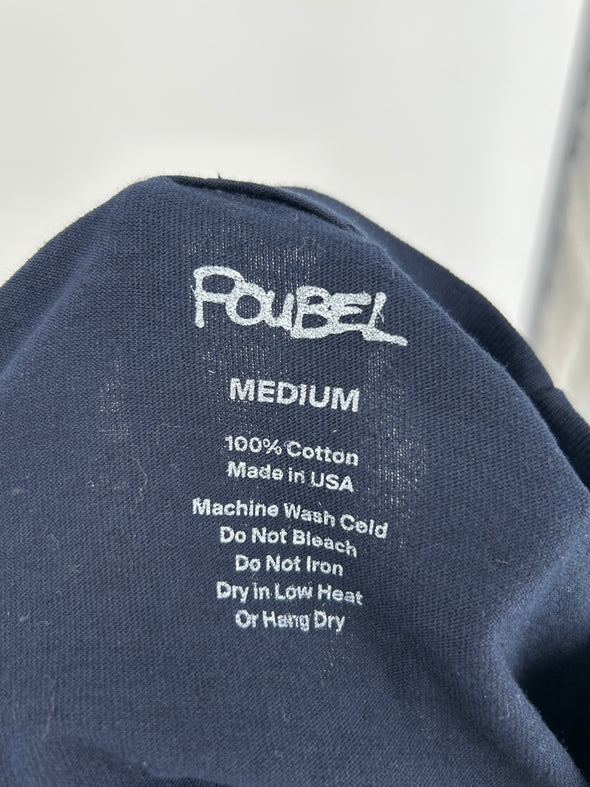 POUBEL
MEDIUM
100% Cotton
Made in USA
Machine Wash Cold
Do Not Bleach
Do Not Iron
Dry in Low Heat
Or Hang Dry